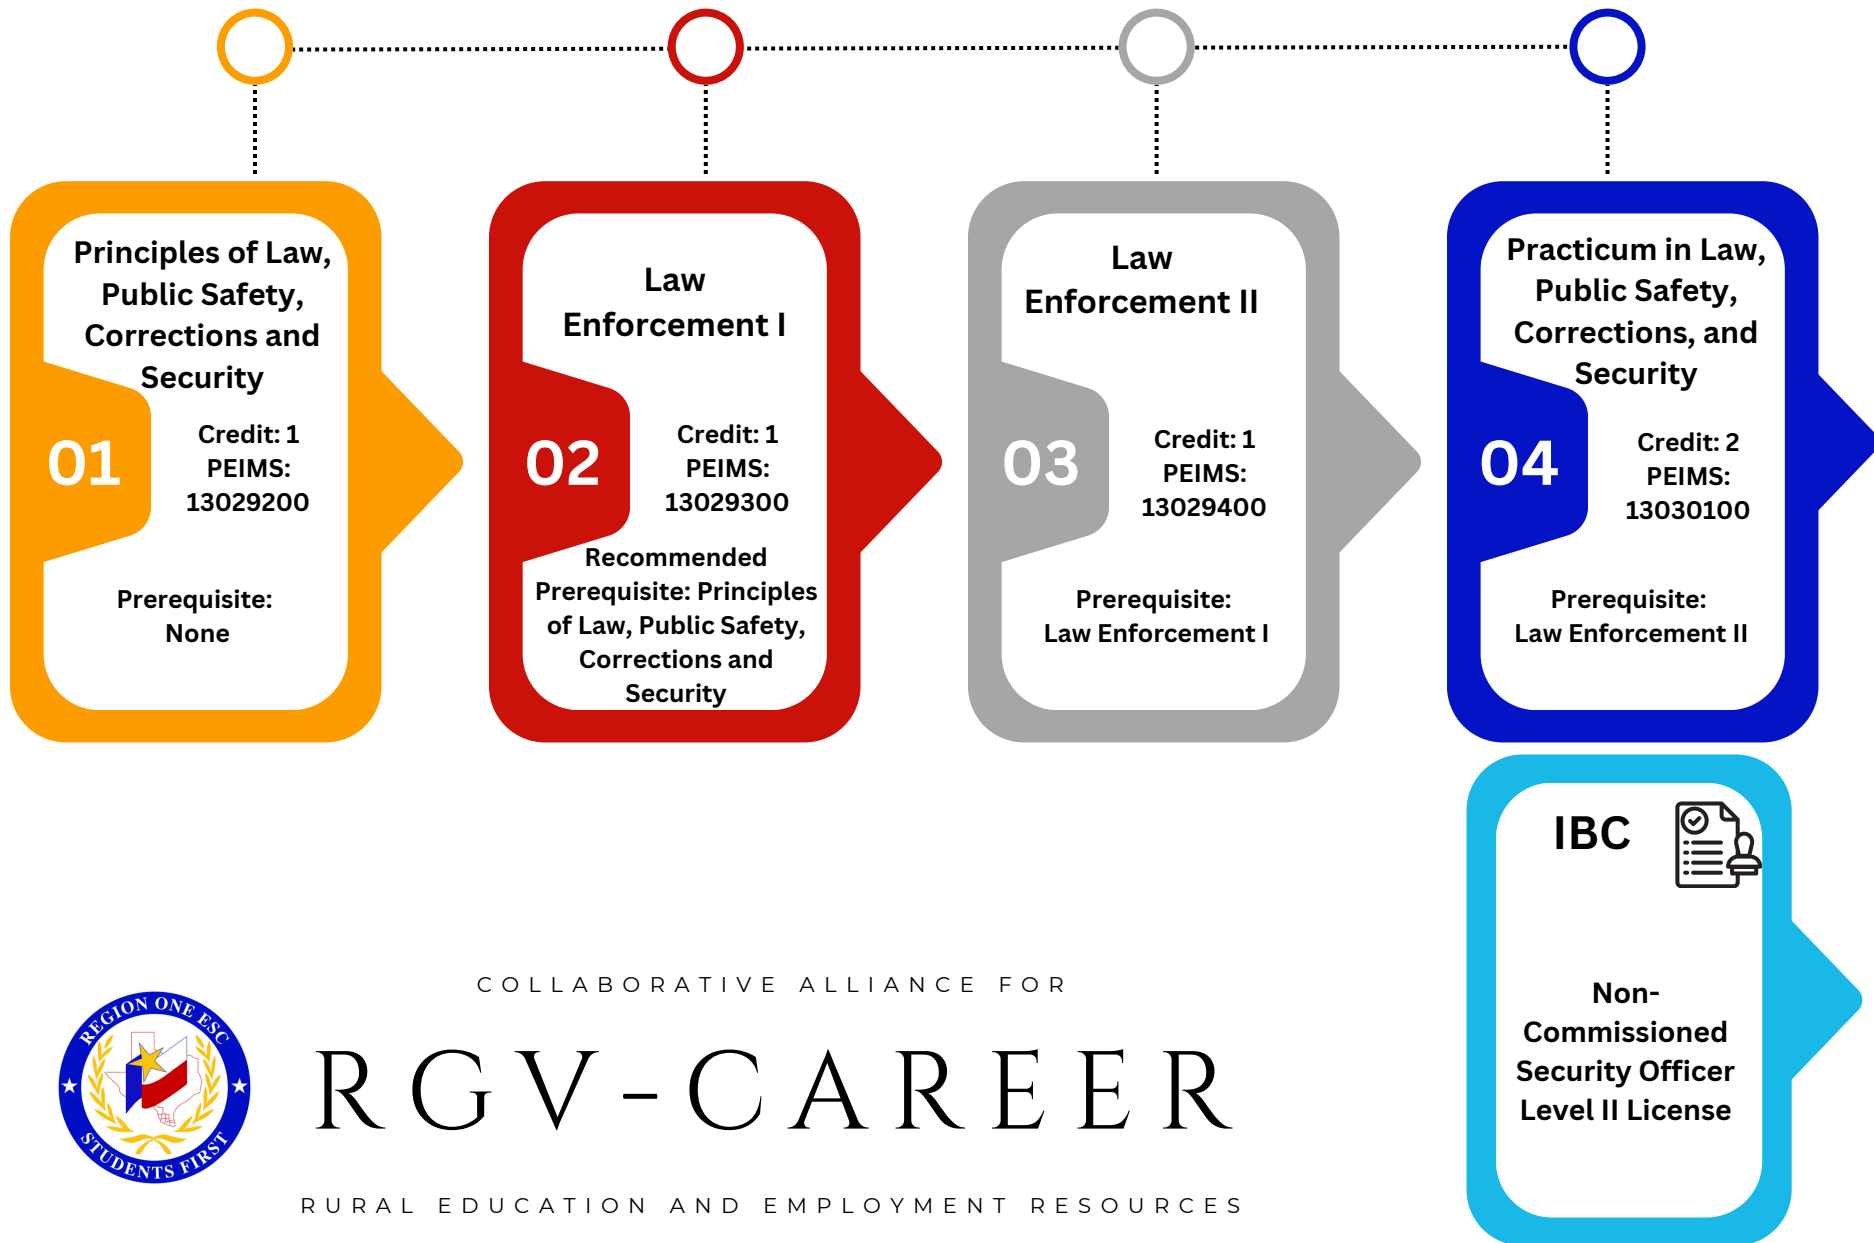 Principles of Law,
Public Safety,
Corrections and
Security
01
Credit: 1
PEIMS:
13029200
Prerequisite:
None
Law
Enforcement I
02
Credit: 1
PEIMS:
13029300
Recommended
Prerequisite: Principles
of Law, Public Safety,
Corrections and
Security
Law
Enforcement II
03
Credit: 1
PEIMS:
13029400
Prerequisite:
Law Enforcement I
Practicum in Law,
Public Safety,
Corrections, and
Security
04
Credit: 2
PEIMS:
13030100
Prerequisite:
Law Enforcement II
IBC
Non-
Commissioned
Security Officer
Level II License
REGION ONE ESC
STUDENTS FIRST
COLLABORATIVE ALLIANCE FOR
RGV-CAREER
RURAL EDUCATION AND EMPLOYMENT RESOURCES